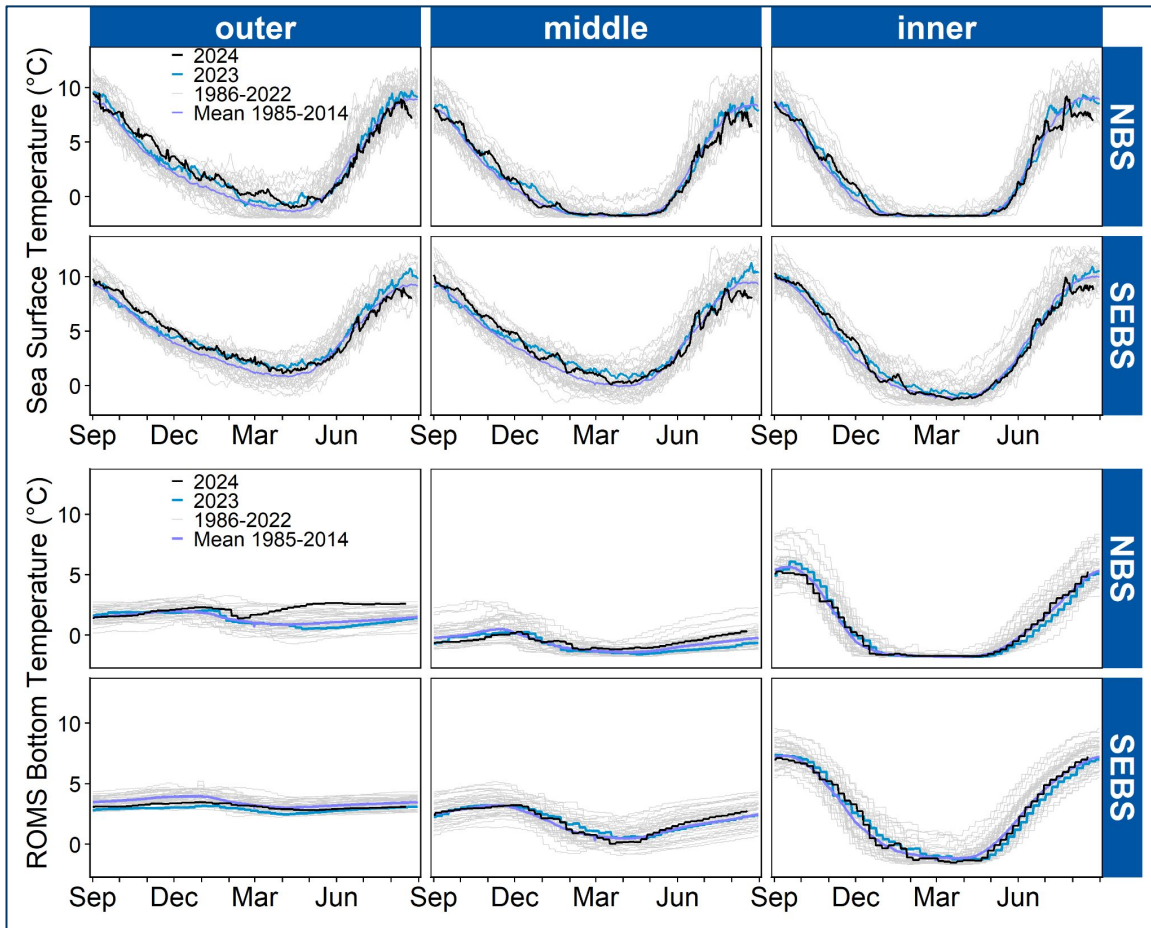 outer middle inner
2024
2023
1986-2022
Mean 1985-2014
Sea Surface Temperature (°C)
10
5
0
NBS
10
5
0
SEBS
Sep Dec Mar Jun Sep Dec Mar Jun Sep Dec Mar Jun
2024
2023
1986-2022
Mean 1985-2014
ROMS Bottom Temperature (°C)
10
5
0
NBS
10
5
0
SEBS
Sep Dec Mar Jun Sep Dec Mar Jun Sep Dec Mar Jun